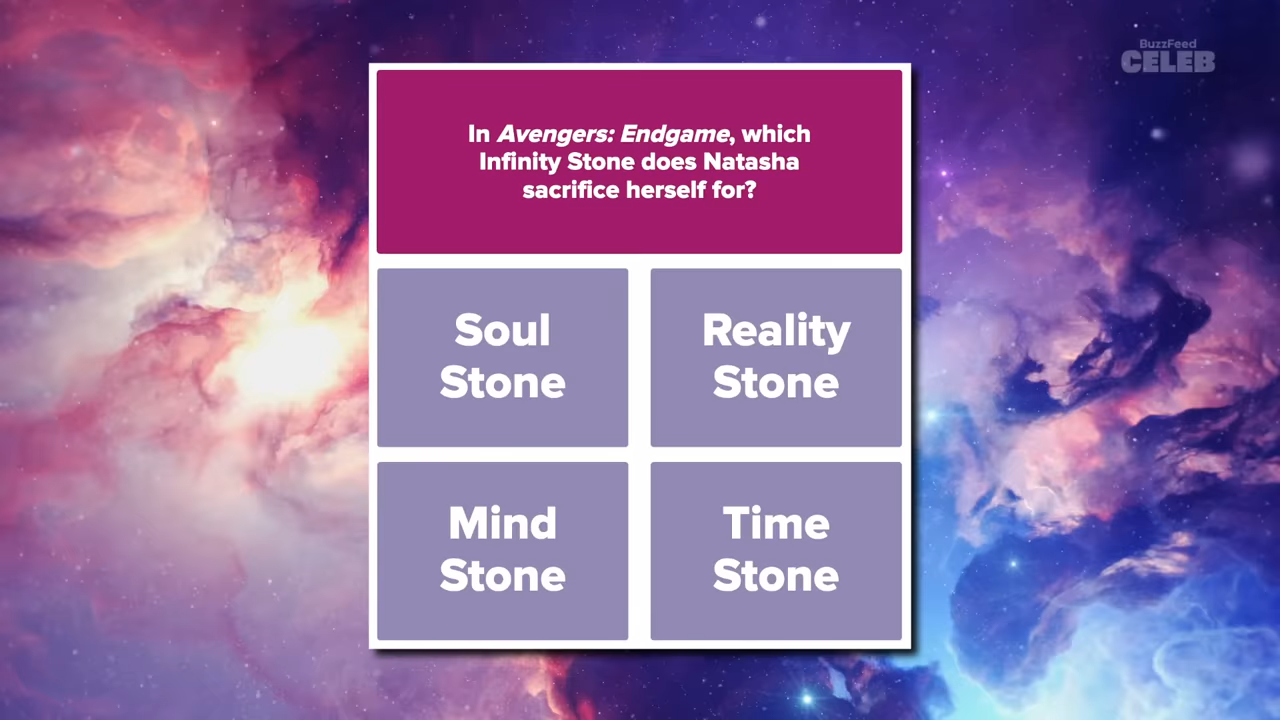 BuzzFeed
CELEB
In Avengers: Endgame, which
Infinity Stone does Natasha
sacrifice herself for?
Soul
Stone
Reality
Stone
Mind
Stone
Time
Stone